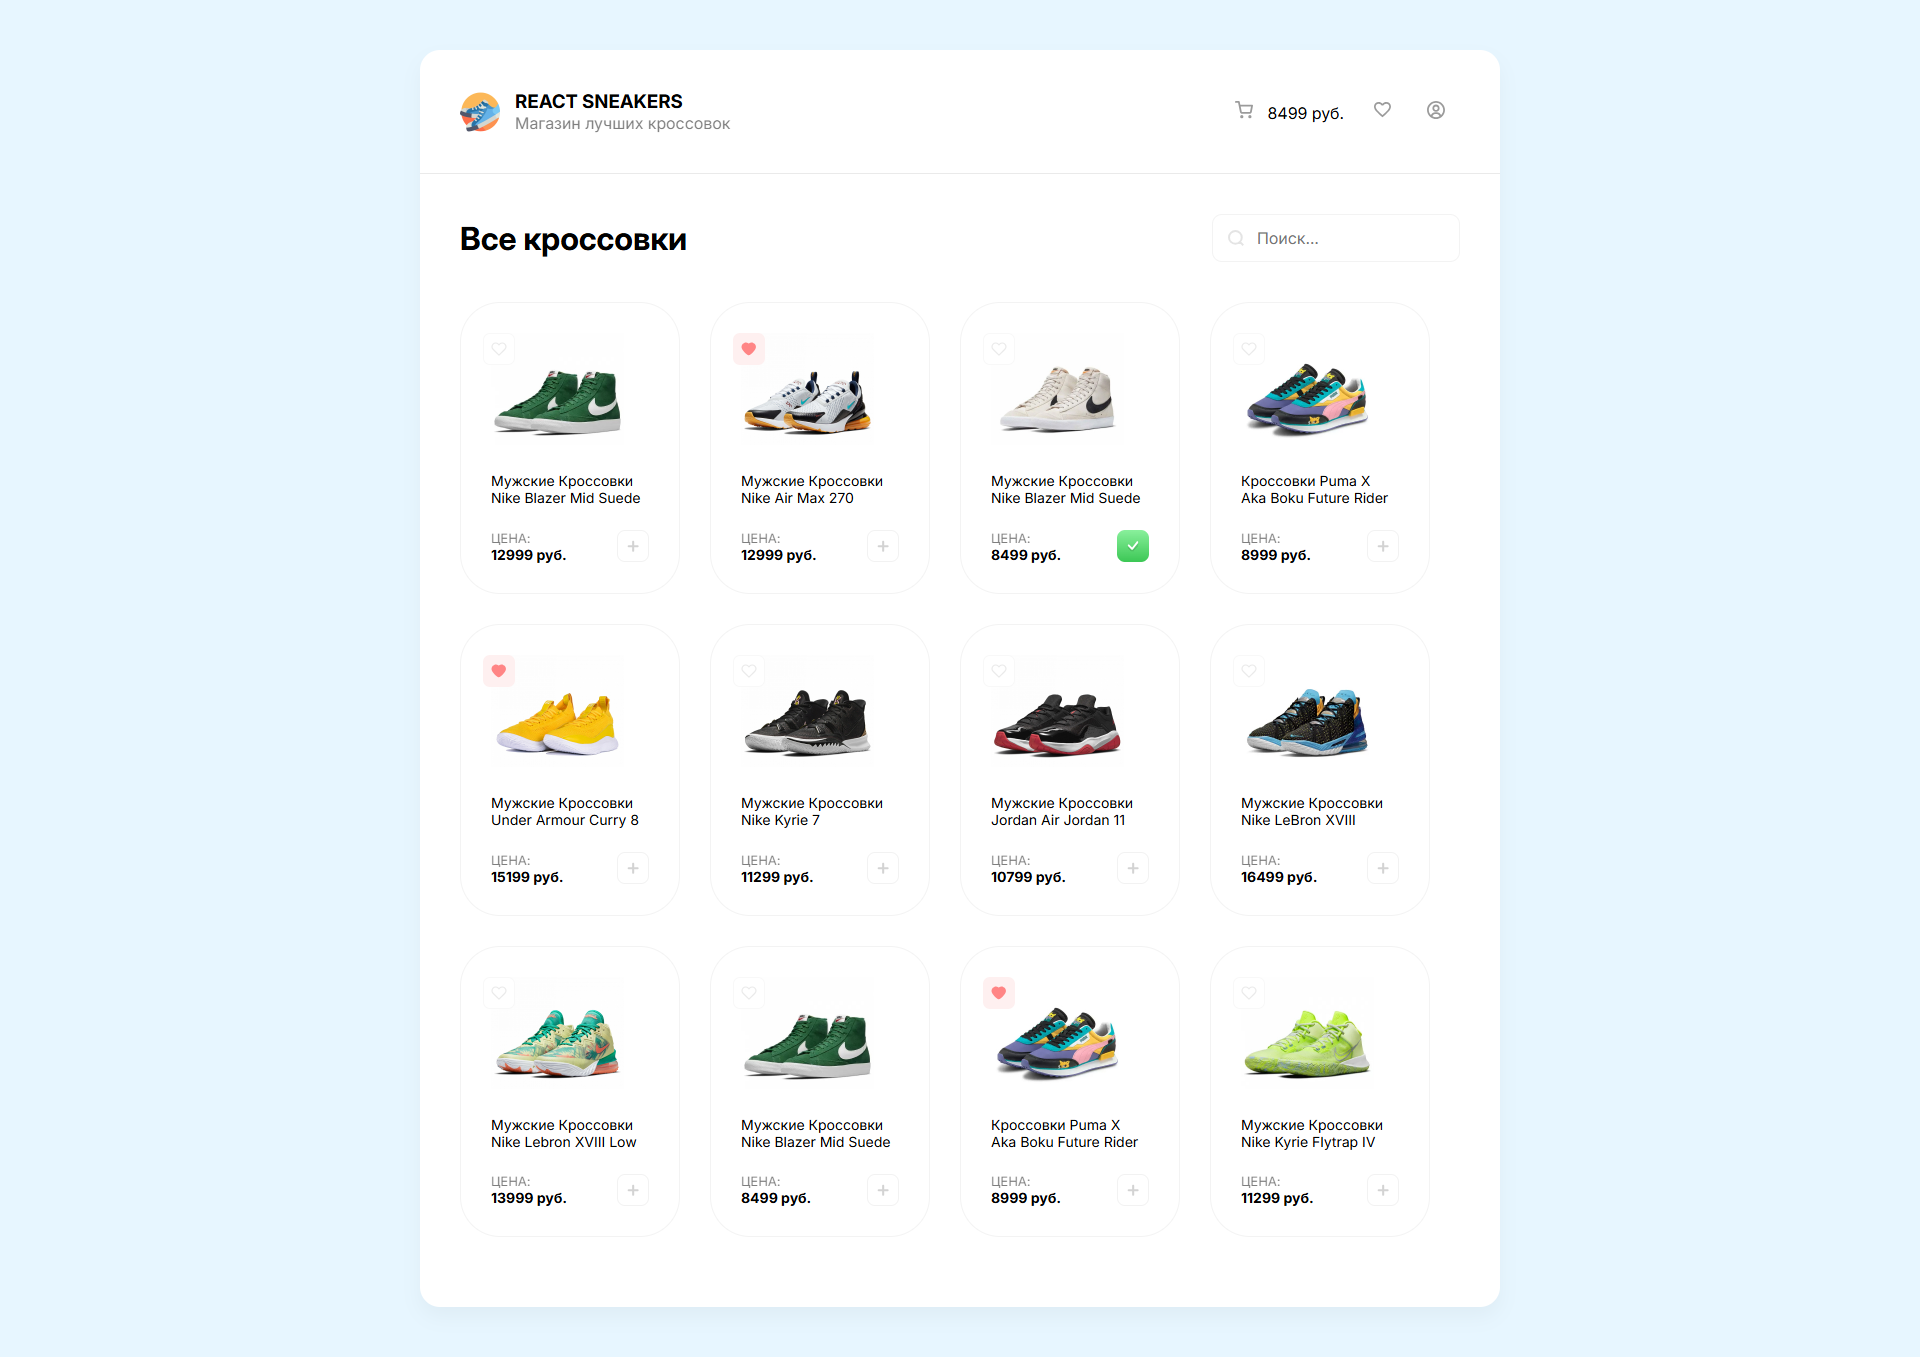 REACT SNEAKERS
Магазин лучших кроссовок
8499 руб.
Все кроссовки
Поиск...
Мужские Кроссовки
Nike Blazer Mid Suede
ЦЕНА:
12999 руб.
Мужские Кроссовки
Nike Air Max 270
ЦЕНА:
12999 руб.
Мужские Кроссовки
Nike Blazer Mid Suede
ЦЕНА:
8499 руб.
Кроссовки Puma X
Aka Boku Future Rider
ЦЕНА:
8999 руб.
Мужские Кроссовки
Under Armour Curry 8
ЦЕНА:
15199 руб.
Мужские Кроссовки
Nike Kyrie 7
ЦЕНА:
11299 руб.
Мужские Кроссовки
Jordan Air Jordan 11
ЦЕНА:
10799 руб.
Мужские Кроссовки
Nike LeBron XVIII
ЦЕНА:
16499 руб.
Мужские Кроссовки
Nike Lebron XVIII Low
ЦЕНА:
13999 руб.
Мужские Кроссовки
Nike Blazer Mid Suede
ЦЕНА:
8499 руб.
Кроссовки Puma X
Aka Boku Future Rider
ЦЕНА:
8999 руб.
Мужские Кроссовки
Nike Kyrie Flytrap IV
ЦЕНА:
11299 руб.